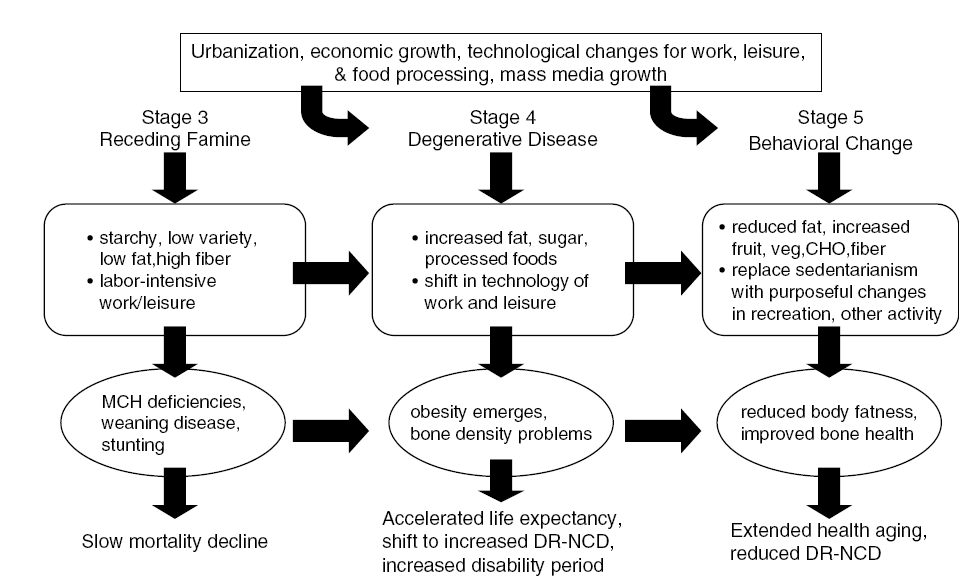 Urbanization, economic growth, technological changes for work, leisure,
& food processing, mass media growth
Stage 3
Receding Famine
Stage 4
Degenerative Disease
Stage 5
Behavioral Change
• starchy, low variety,
low fat,high fiber
• labor-intensive
work/leisure
• increased fat, sugar,
processed foods
• shift in technology of
work and leisure
• reduced fat, increased
fruit, veg,CHO,fiber
• replace sedentarianism
with purposeful changes
in recreation, other activity
MCH deficiencies,
weaning disease,
stunting
obesity emerges,
bone density problems
reduced body fatness,
improved bone health
Slow mortality decline
Accelerated life expectancy,
shift to increased DR-NCD,
increased disability period
Extended health aging,
reduced DR-NCD